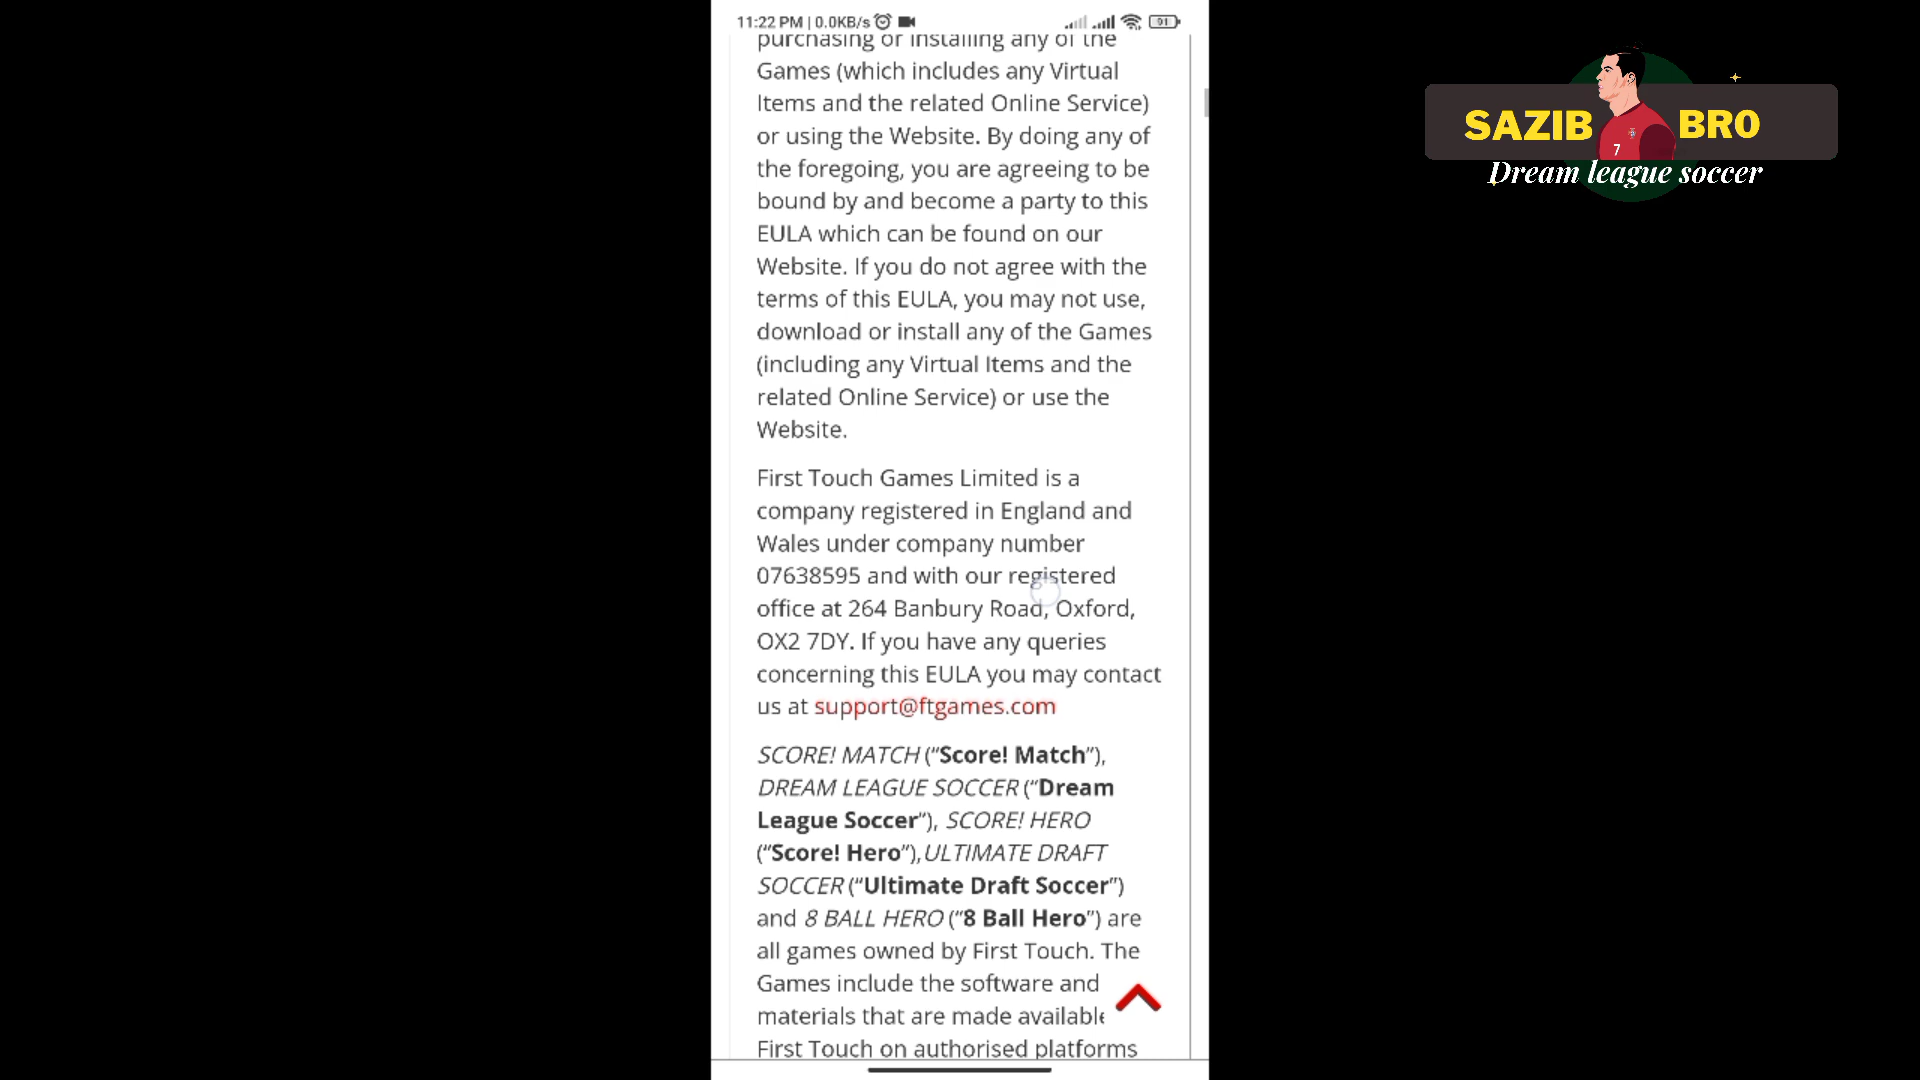 11:22 PM | 0.0KB/s
91
purchasing or installing any of the
Games (which includes any Virtual
Items and the related Online Service)
or using the Website. By doing any of
the foregoing, you are agreeing to be
bound by and become a party to this
EULA which can be found on our
Website. If you do not agree with the
terms of this EULA, you may not use,
download or install any of the Games
(including any Virtual Items and the
related Online Service) or use the
Website.
First Touch Games Limited is a
company registered in England and
Wales under company number
07638595 and with our registered
office at 264 Banbury Road, Oxford,
OX2 7DY. If you have any queries
concerning this EULA you may contact
us at support@ftgames.com
SCORE! MATCH (“Score! Match”),
DREAM LEAGUE SOCCER (“Dream
League Soccer”), SCORE! HERO
(“Score! Hero”),ULTIMATE DRAFT
SOCCER (“Ultimate Draft Soccer”)
and 8 BALL HERO (“8 Ball Hero”) are
all games owned by First Touch. The
Games include the software and
materials that are made available
First Touch on authorised platforms
SAZIB BRO
7
Dream league soccer